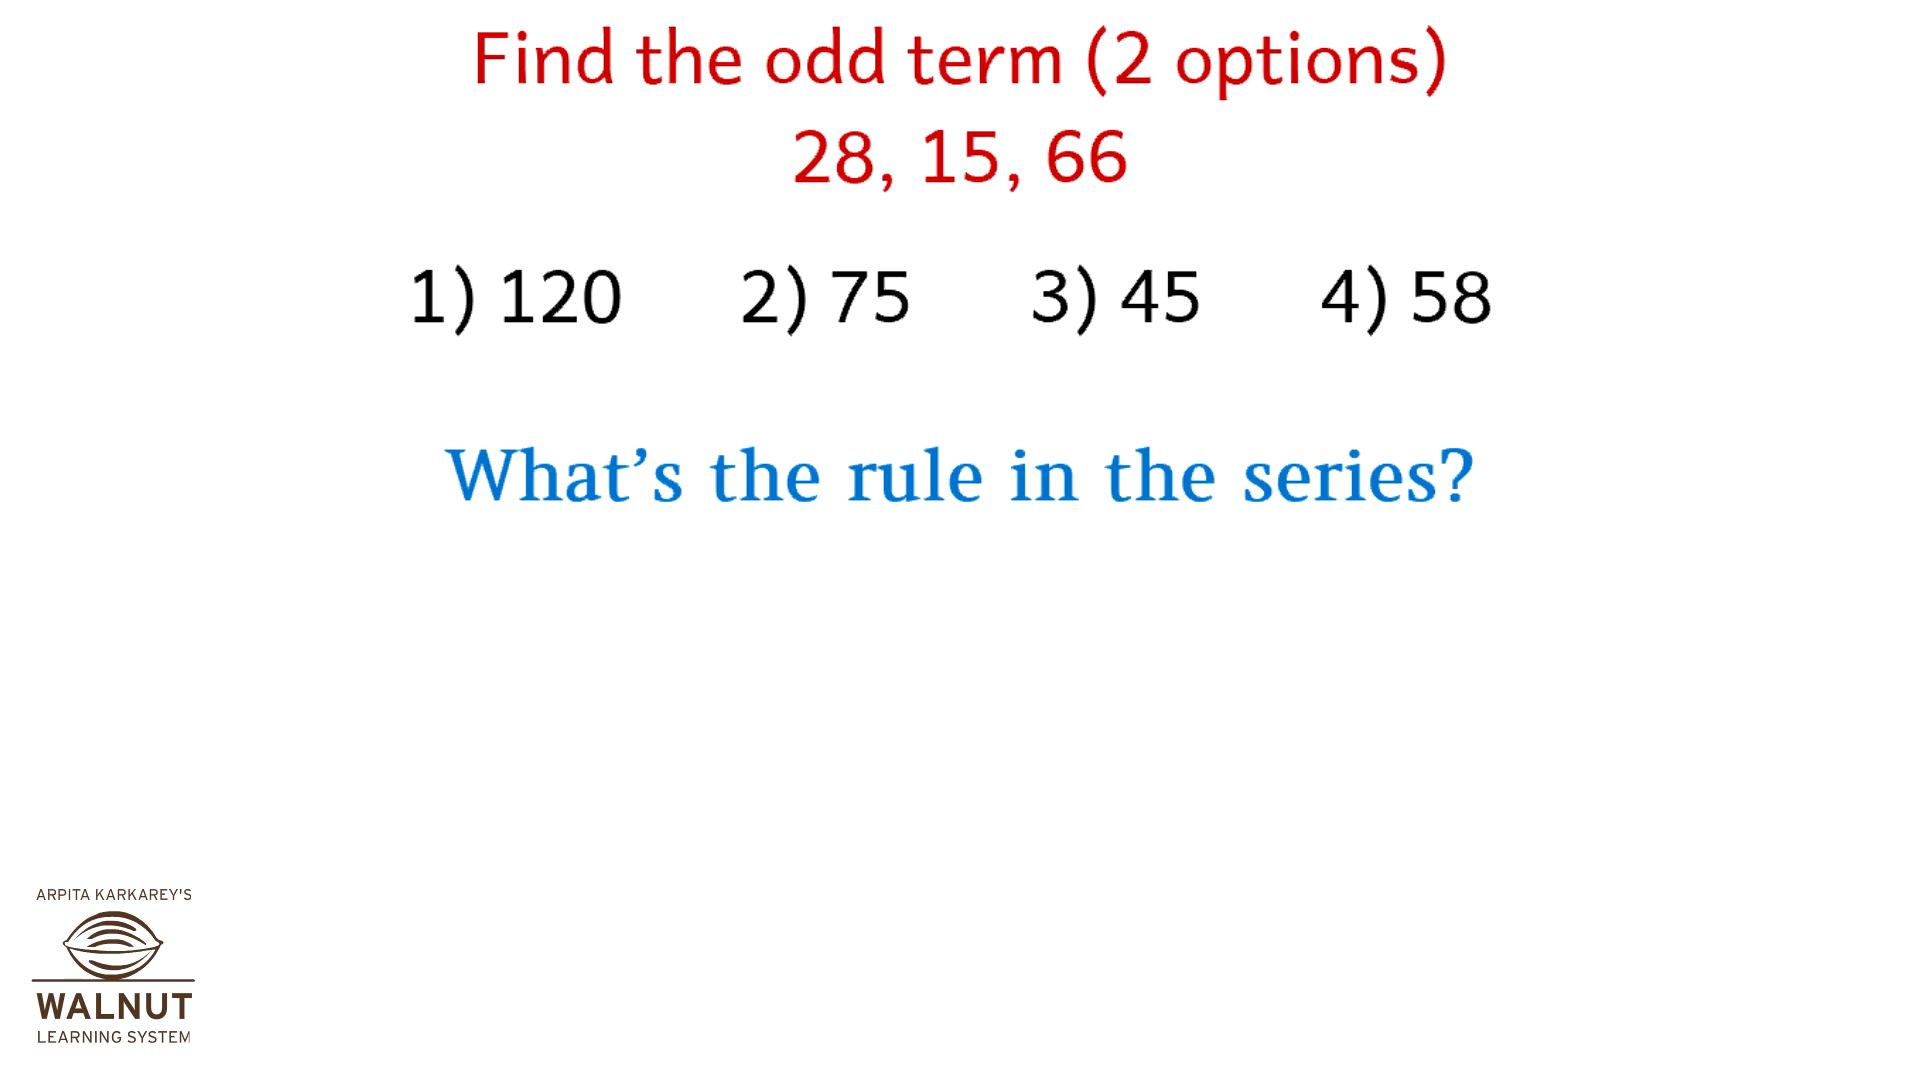 Find the odd term (2 options)
28, 15, 66
1) 120 2) 75 3) 45 4) 58
What’s the rule in the series?
ARPITA KARKAREY'S
WALNUT
LEARNING SYSTEM